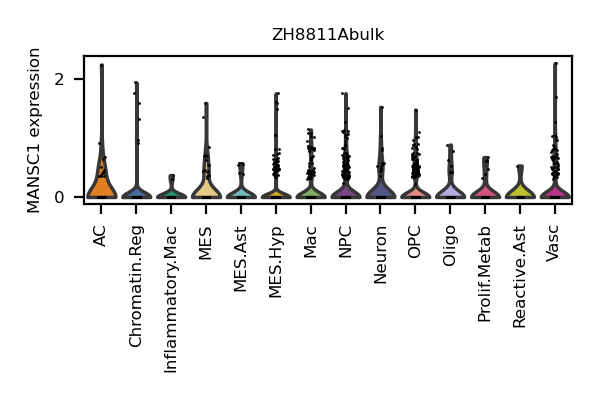 ZH8811Abulk
MANSC1 expression
2
0
AC
Chromatin.Reg
Inflammatory.Mac
MES
MES.Ast
MES.Hyp
Mac
NPC
Neuron
OPC
Oligo
Prolif.Metab
Reactive.Ast
Vasc